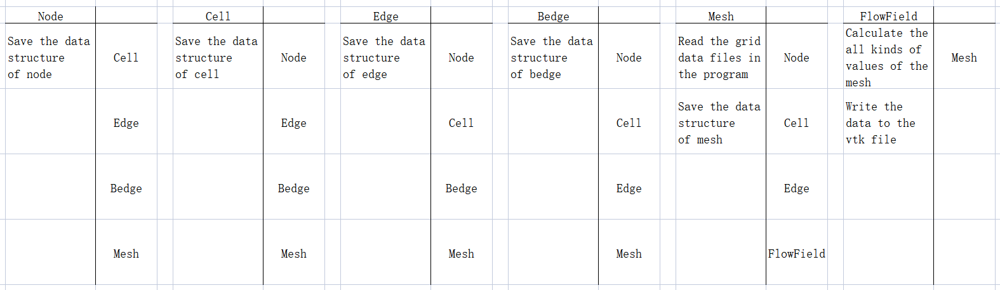 Node
Cell
Edge
Bedge
Mesh
FlowField
Save the data
structure
of node
Cell
Save the data
structure
of cell
Node
Save the data
structure
of edge
Node
Save the data
structure
of bedge
Node
Read the grid
data files in
the program
Node
Calculate the
all kinds of
values of the
mesh
Mesh
Edge
Edge
Cell
Cell
Save the data
structure
of mesh
Cell
Write the
data to the
vtk file
Bedge
Bedge
Bedge
Edge
Edge
Mesh
Mesh
Mesh
Mesh
FlowField